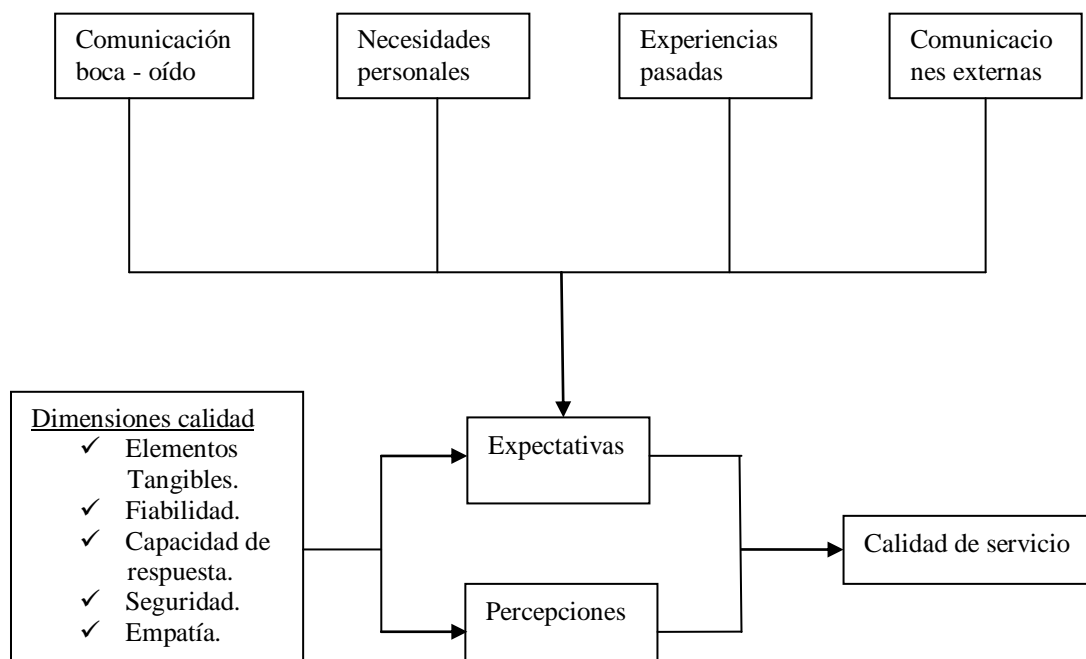 Comunicación
boca - oído
Necesidades
personales
Experiencias
pasadas
Comunicacio
nes externas
Dimensiones calidad
✓ Elementos
Tangibles.
✓ Fiabilidad.
✓ Capacidad de
respuesta.
✓ Seguridad.
✓ Empatía.
Expectativas
Percepciones
Calidad de servicio